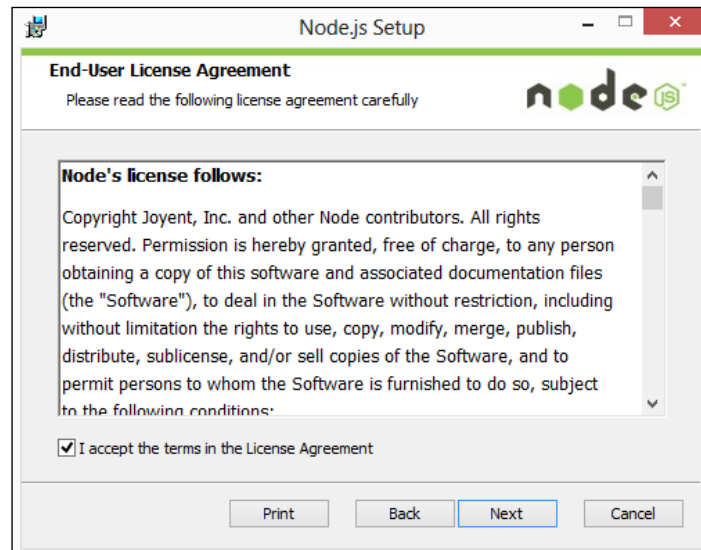 Node.js Setup
End-User License Agreement
Please read the following license agreement carefully
node JS™
Node's license follows:
Copyright Joyent, Inc. and other Node contributors. All rights
reserved. Permission is hereby granted, free of charge, to any person
obtaining a copy of this software and associated documentation files
(the "Software"), to deal in the Software without restriction, including
without limitation the rights to use, copy, modify, merge, publish,
distribute, sublicense, and/or sell copies of the Software, and to
permit persons to whom the Software is furnished to do so, subject
to the following conditions:
I accept the terms in the License Agreement
Print Back Next Cancel